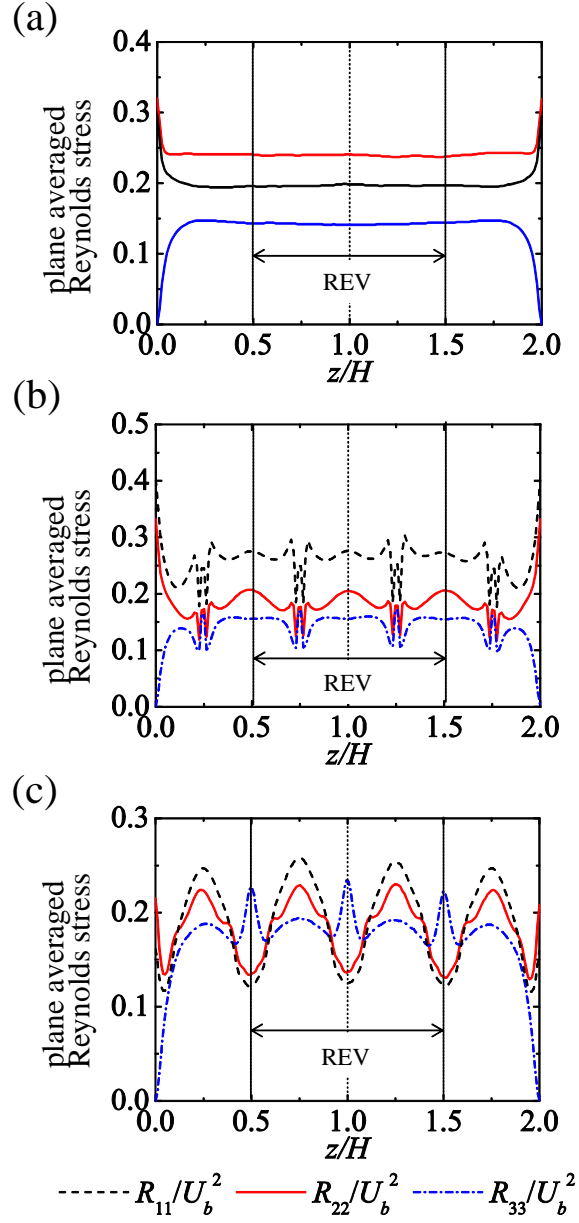 (a)
plane averaged
Reynolds stress
0.4
0.3
0.2
0.1
0.0
REV
0.0 0.5 1.0 1.5 2.0
z/H
(b)
plane averaged
Reynolds stress
0.5
0.4
0.3
0.2
0.1
0.0
REV
0.0 0.5 1.0 1.5 2.0
z/H
(c)
plane averaged
Reynolds stress
0.3
0.2
0.1
0.0
REV
0.0 0.5 1.0 1.5 2.0
z/H
R₁₁/U_b² R₂₂/U_b² R₃₃/U_b²